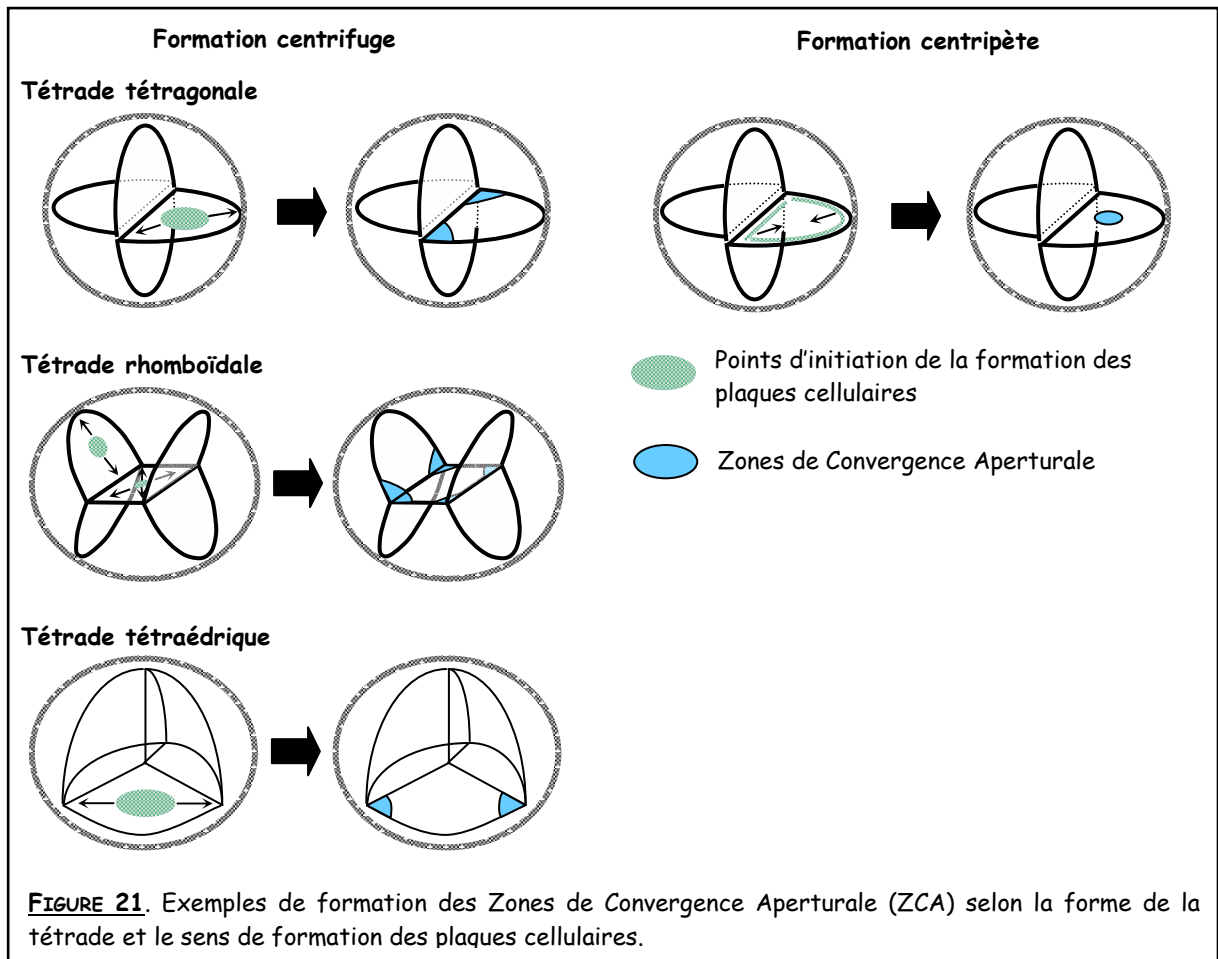 Formation centrifuge
Formation centripète
Tétrade tétragonale
Tétrade rhomboïdale
Points d'initiation de la formation des
plaques cellulaires
Zones de Convergence Aperturale
Tétrade tétraédrique
FIGURE 21. Exemples de formation des Zones de Convergence Aperturale (ZCA) selon la forme de la
tétrade et le sens de formation des plaques cellulaires.